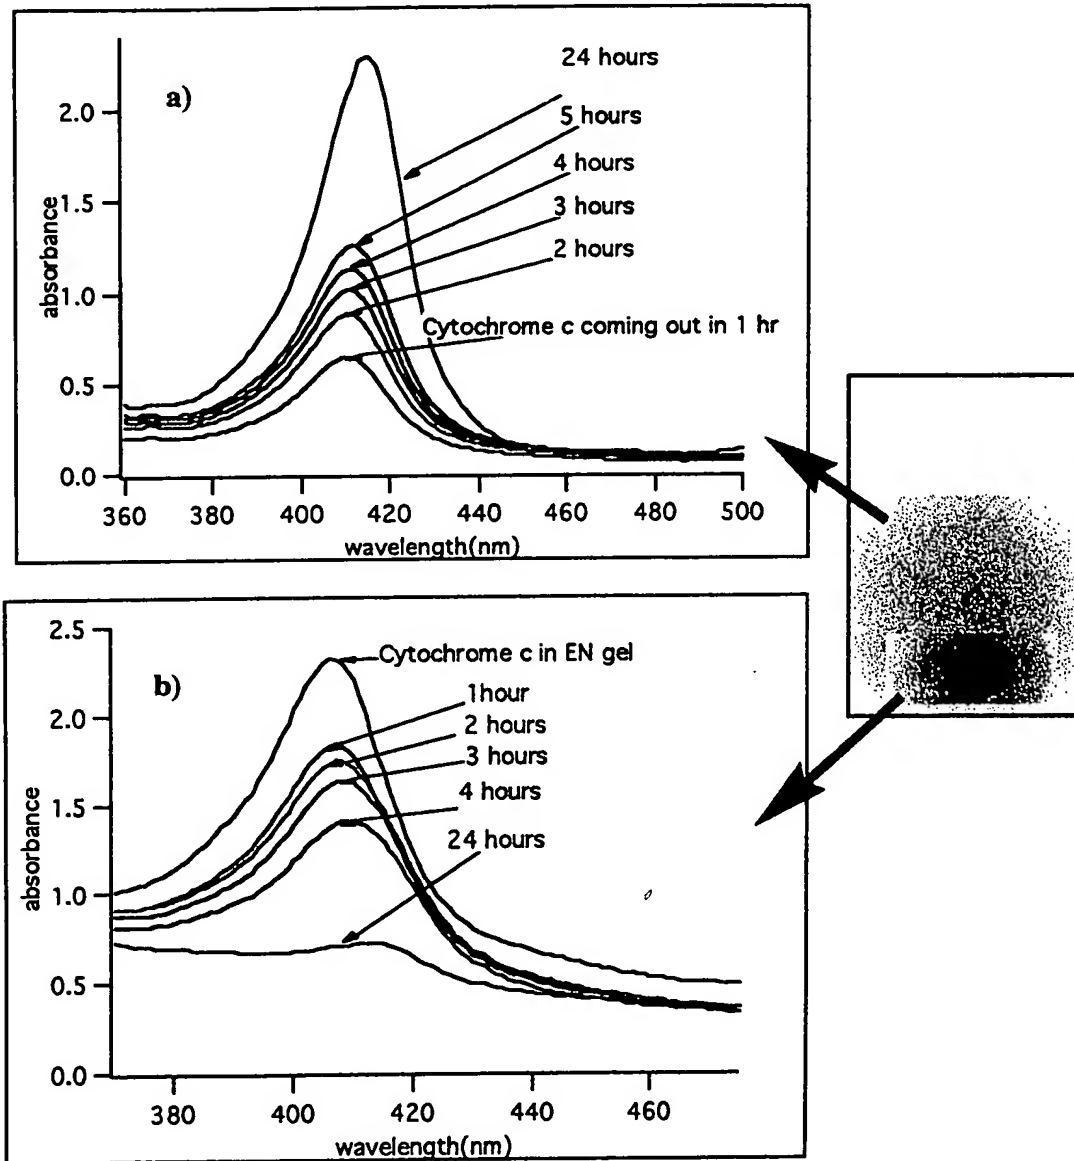 a)
24 hours
5 hours
4 hours
3 hours
2 hours
Cytochrome c coming out in 1 hr
absorbance
2.0
1.5
1.0
0.5
0.0
360 380 400 420 440 460 480 500
wavelength(nm)
b)
Cytochrome c in EN gel
1hour
2 hours
3 hours
4 hours
24 hours
absorbance
2.5
2.0
1.5
1.0
0.5
0.0
380 400 420 440 460
wavelength(nm)